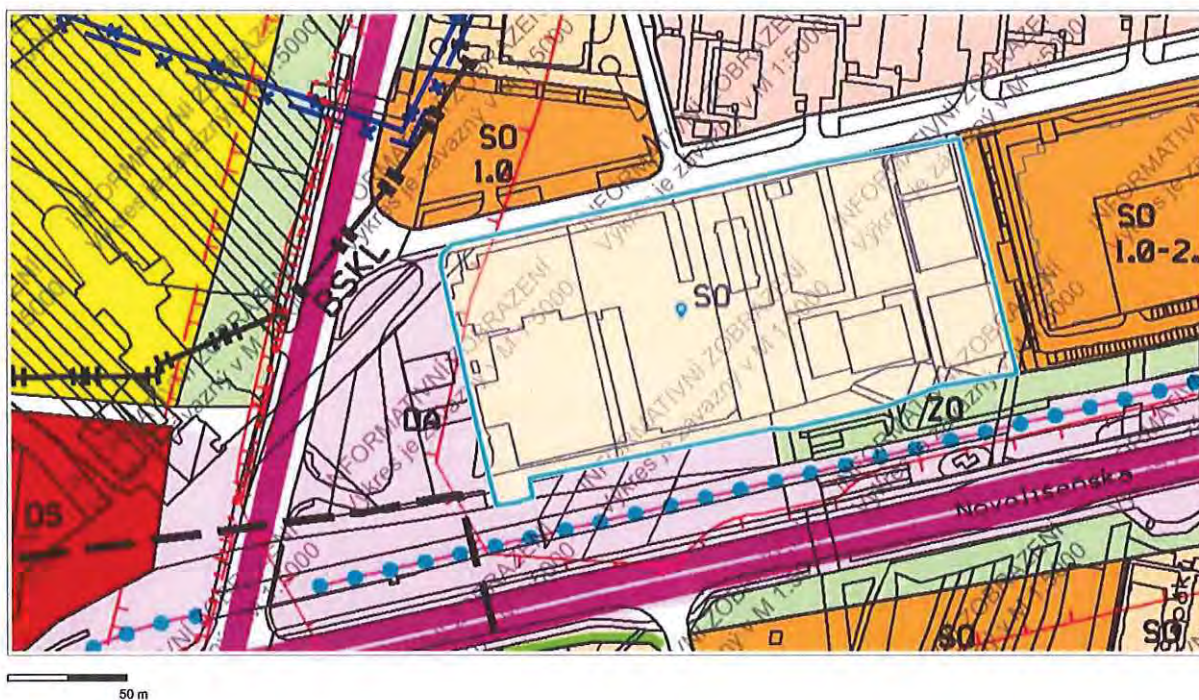 INFORMATIVNÍ ZOBRAZENÍ
Výkres je závazný v M 1:5000
SO
1.0
BSKL
SO
1.0-2.
SO
DA
ZO
DS
Novolíšeňská
SO
SO
50 m